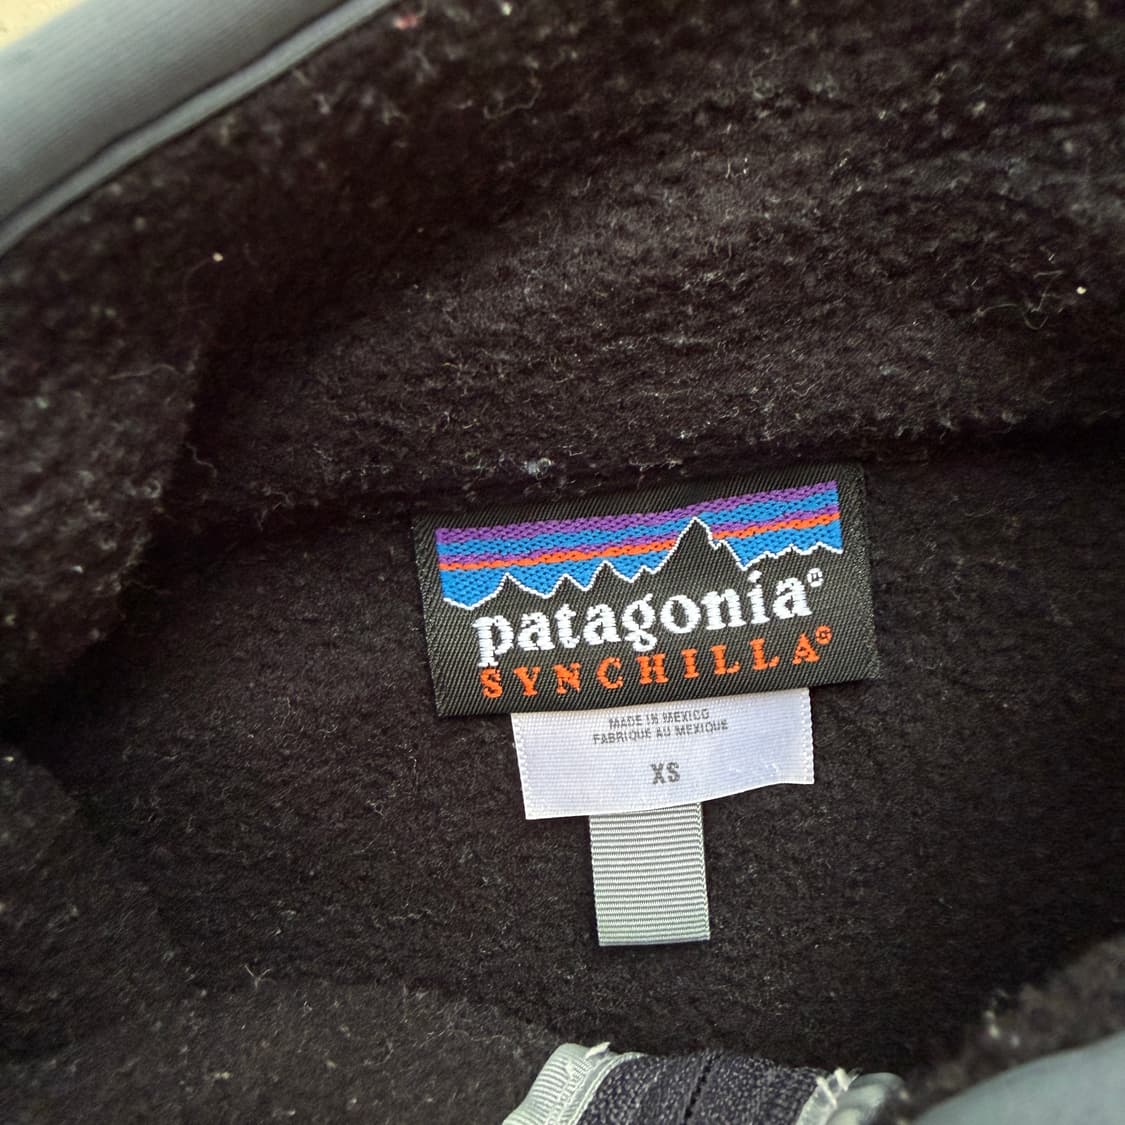 patagonia®
SYNCHILLA®
MADE IN MEXICO
FABRIQUE AU MEXIQUE
XS